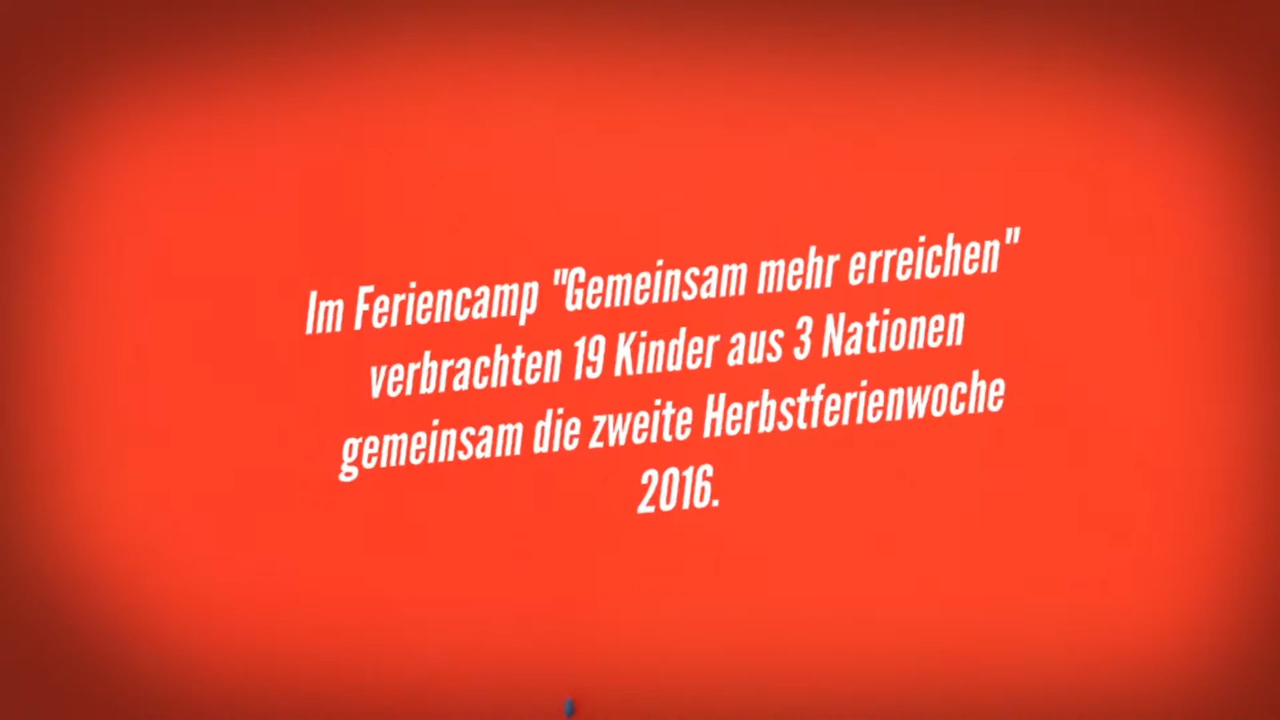 Im Feriencamp "Gemeinsam mehr erreichen"
verbrachten 19 Kinder aus 3 Nationen
gemeinsam die zweite Herbstferienwoche
2016.